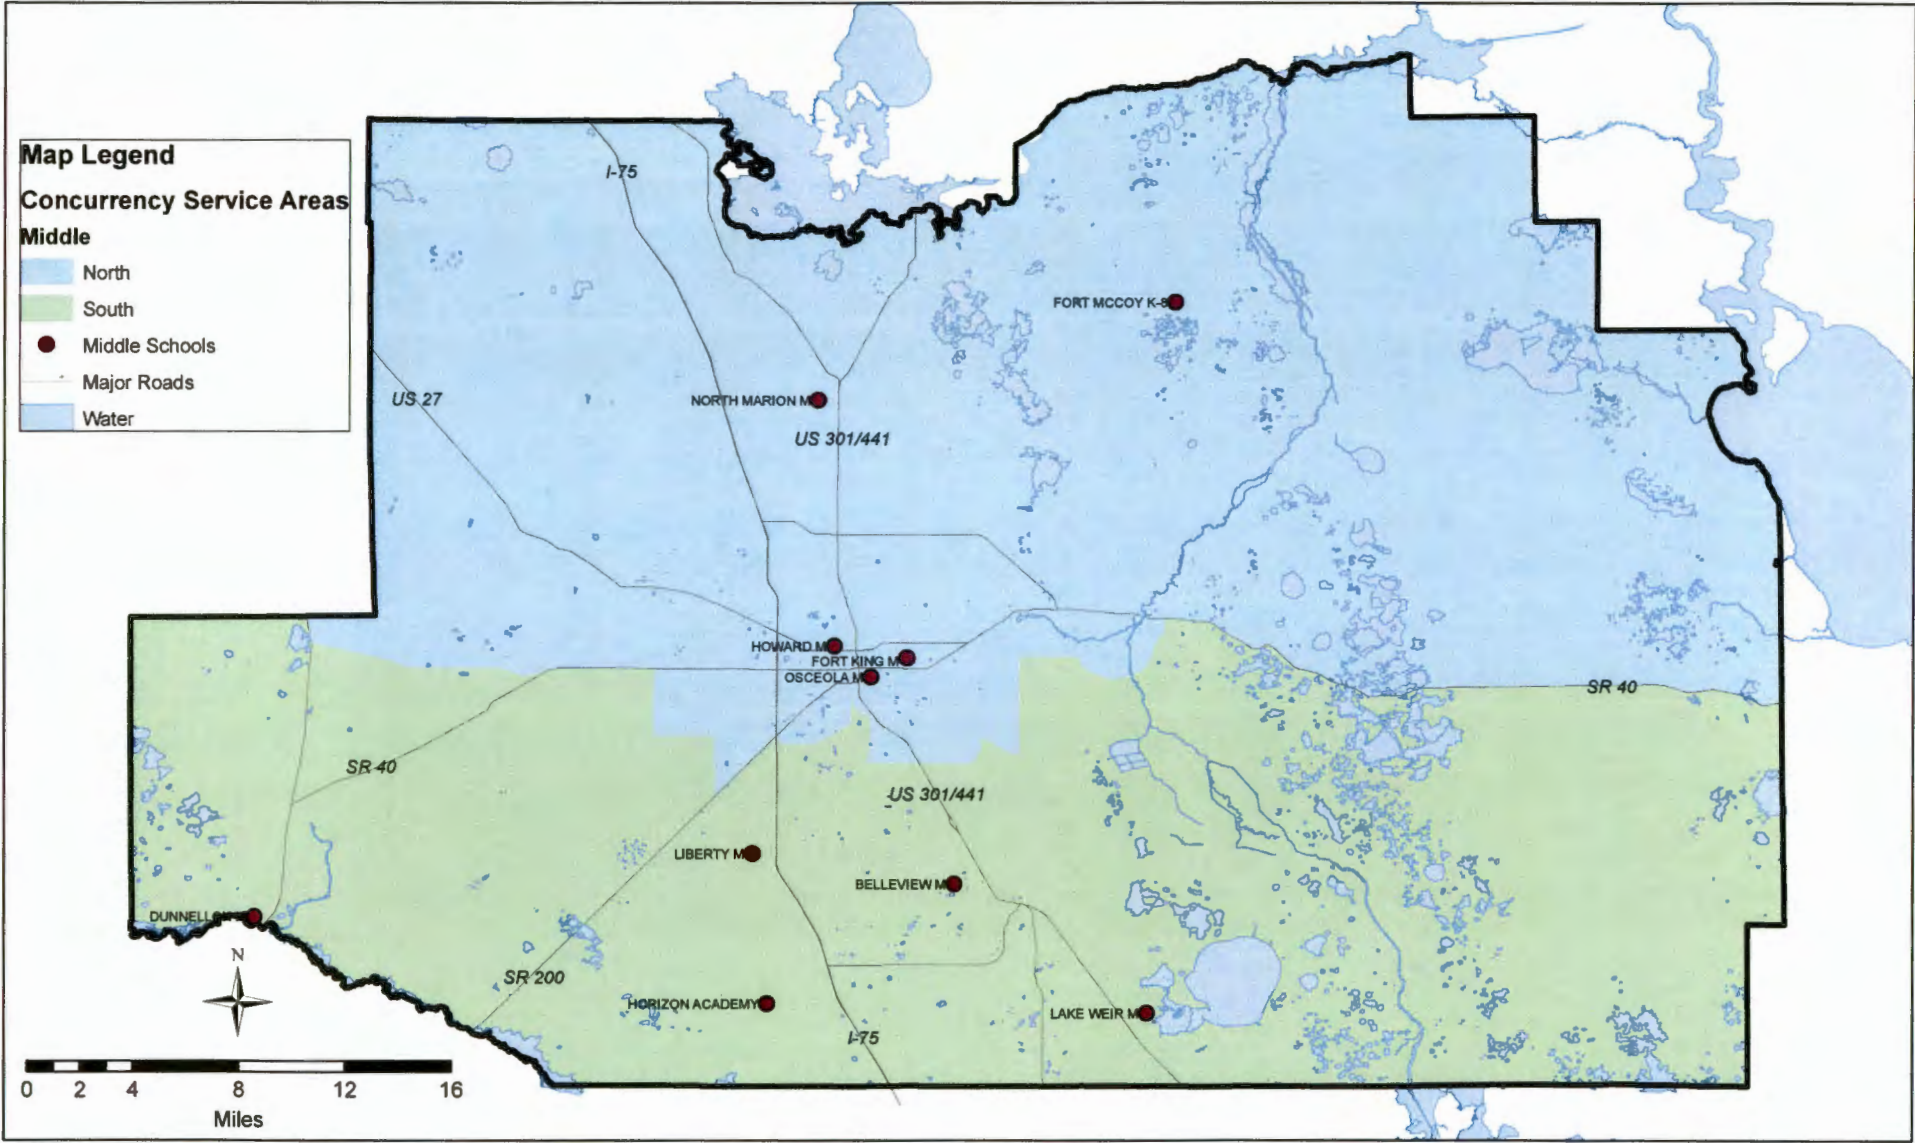 Map Legend
Concurrency Service Areas
Middle
North
South
Middle Schools
Major Roads
Water
I-75
FORT MCCOY K-8
US 27
NORTH MARION M
US 301/441
HOWARD M
FORT KING M
OSCEOLA M
SR 40
SR 40
US 301/441
LIBERTY M
BELLEVIEW M
N
SR 200
HORIZON ACADEMY
LAKE WEIR M
I-75
0 2 4 8 12 16
Miles